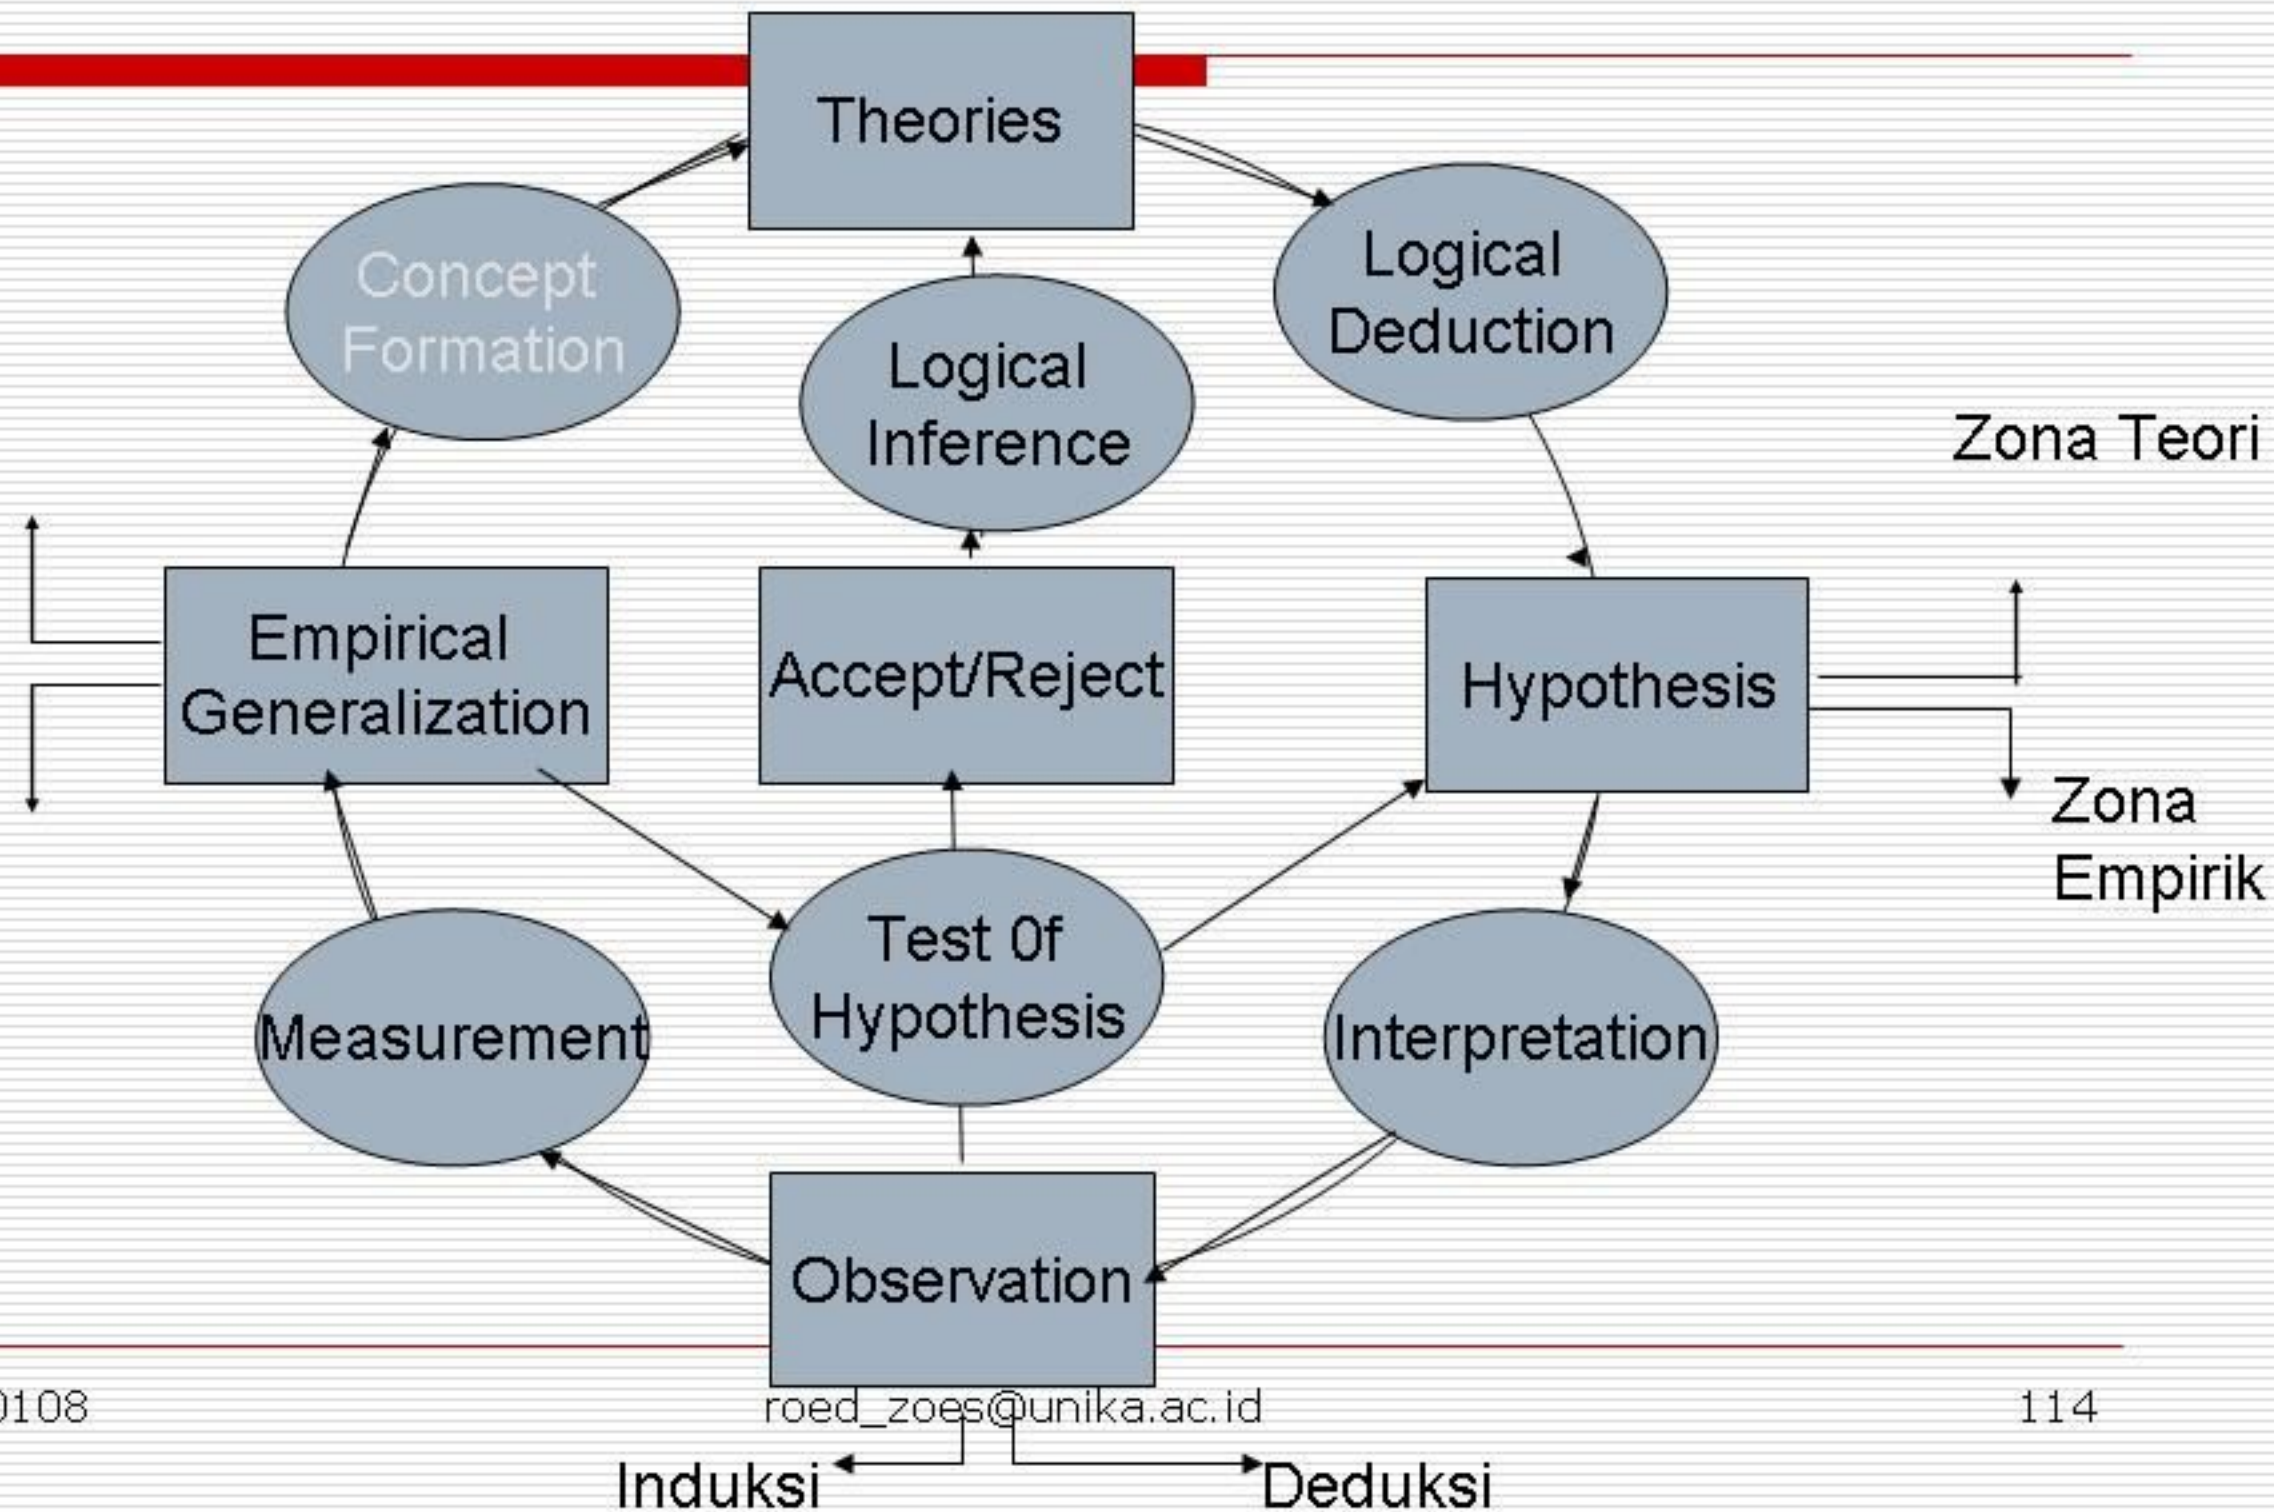 Theories
Concept
Formation
Logical
Inference
Logical
Deduction
Zona Teori
Empirical
Generalization
Accept/Reject
Hypothesis
Zona
Empirik
Measurement
Test 0f
Hypothesis
Interpretation
Observation
0108
roed_zoes@unika.ac.id
114
Induksi
Deduksi